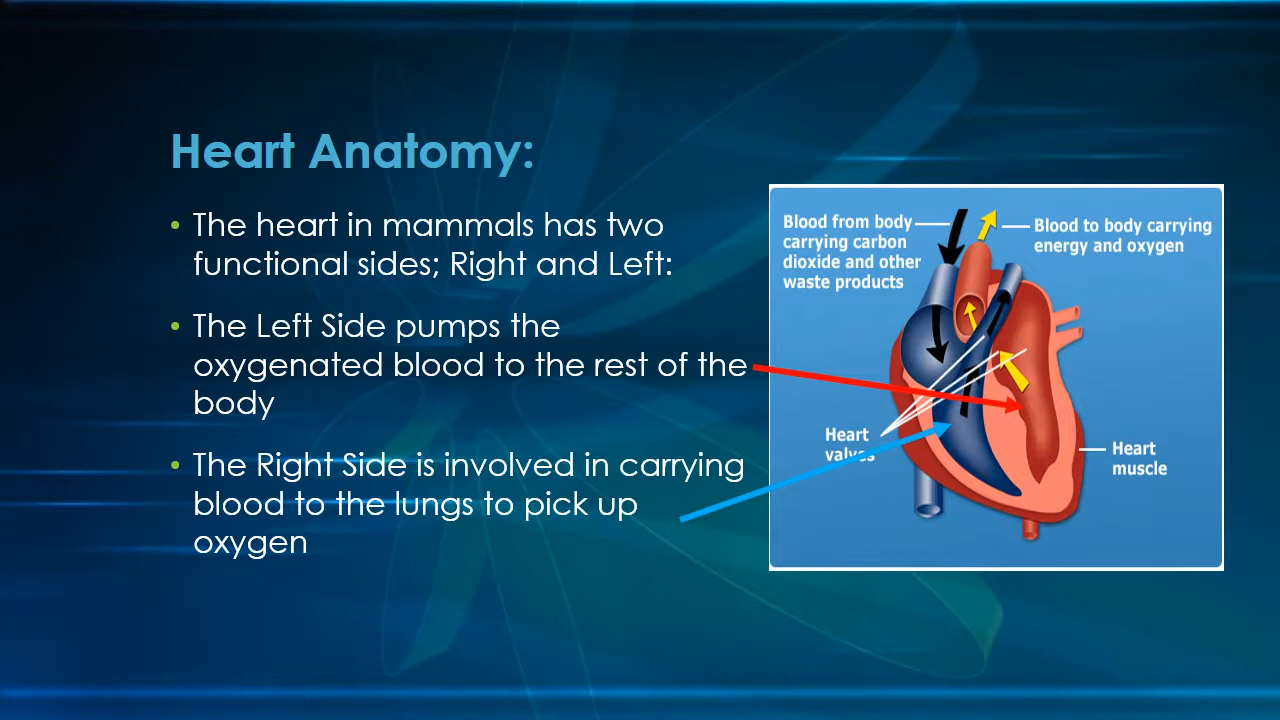 Heart Anatomy:
• The heart in mammals has two
functional sides; Right and Left:
• The Left Side pumps the
oxygenated blood to the rest of the
body
• The Right Side is involved in carrying
blood to the lungs to pick up
oxygen
Blood from body
carrying carbon
dioxide and other
waste products
Blood to body carrying
energy and oxygen
Heart
valves
Heart
muscle